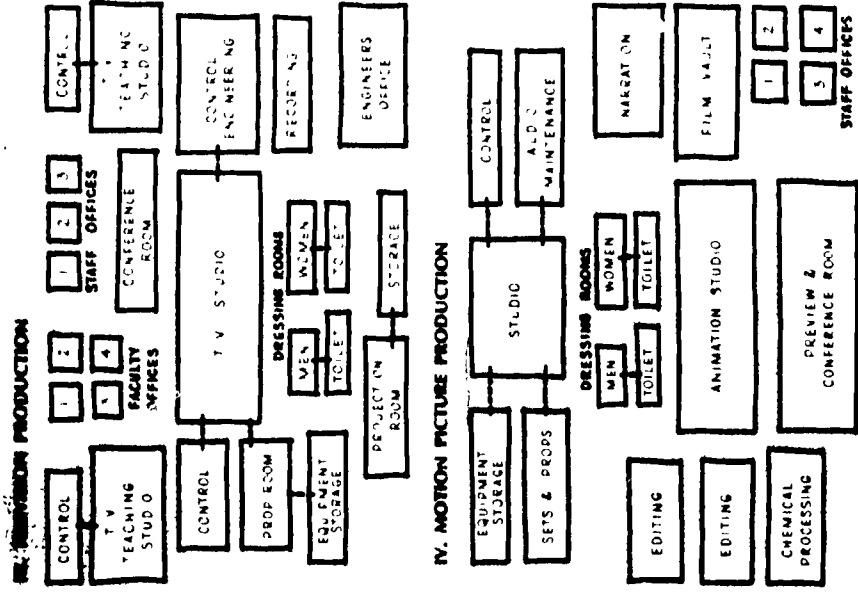 PRODUCTION
CONTROL
T V
TEACHING
STUDIO
1 2
3 4
FACULTY
OFFICES
1 2 3
STAFF OFFICES
CONFERENCE
ROOM
CONTROL
T V
TEACHING
STUDIO
CONTROL
PROP ROOM
EQUIPMENT
STORAGE
T V STUDIO
CONTROL
ENGINEERING
RECORDING
DRESSING ROOMS
MEN
TOILET
WOMEN
TOILET
PROJECTION
ROOM
STORAGE
ENGINEERS
OFFICE
IV. MOTION PICTURE PRODUCTION
EQUIPMENT
STORAGE
SETS & PROPS
STUDIO
CONTROL
AUDIO
MAINTENANCE
DRESSING ROOMS
MEN
TOILET
WOMEN
TOILET
NARRATION
EDITING
EDITING
CHEMICAL
PROCESSING
ANIMATION STUDIO
PREVIEW &
CONFERENCE ROOM
FILM VAULT
1 2
3 4
STAFF OFFICES